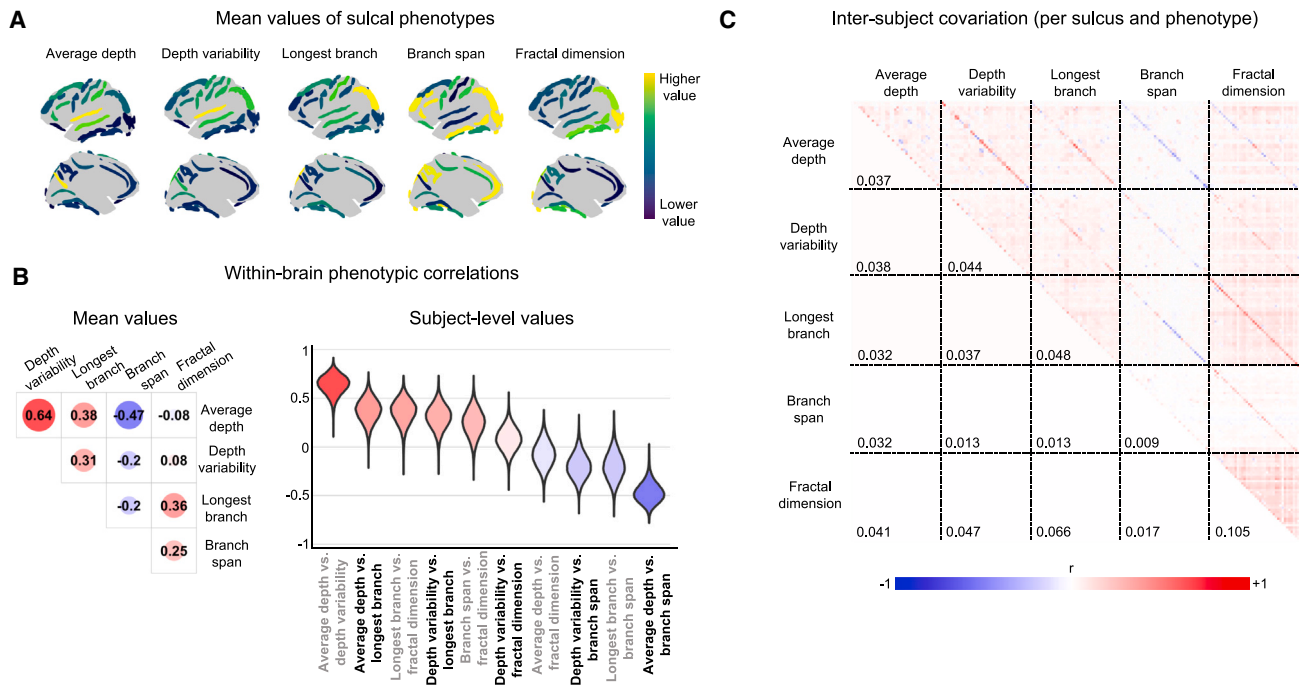 A
Mean values of sulcal phenotypes
Average depth
Depth variability
Longest branch
Branch span
Fractal dimension
Higher
value
Lower
value
B
Within-brain phenotypic correlations
Mean values
Depth
variability
Longest
branch
Branch
span
Fractal
dimension
0.64
0.38
-0.47
-0.08
Average
depth
0.31
-0.2
0.08
Depth
variability
-0.2
0.36
Longest
branch
0.25
Branch
span
Subject-level values
1
0.5
0
-0.5
-1
Average depth vs.
depth variability
Average depth vs.
longest branch
Longest branch vs.
fractal dimension
Depth variability vs.
longest branch
Branch span vs.
fractal dimension
Depth variability vs.
fractal dimension
Average depth vs.
fractal dimension
Depth variability vs.
branch span
Longest branch vs.
branch span
Average depth vs.
branch span
C
Inter-subject covariation (per sulcus and phenotype)
Average
depth
Depth
variability
Longest
branch
Branch
span
Fractal
dimension
Average
depth
0.037
Depth
variability
0.038
0.044
Longest
branch
0.032
0.037
0.048
Branch
span
0.032
0.013
0.013
0.009
Fractal
dimension
0.041
0.047
0.066
0.017
0.105
r
-1
+1